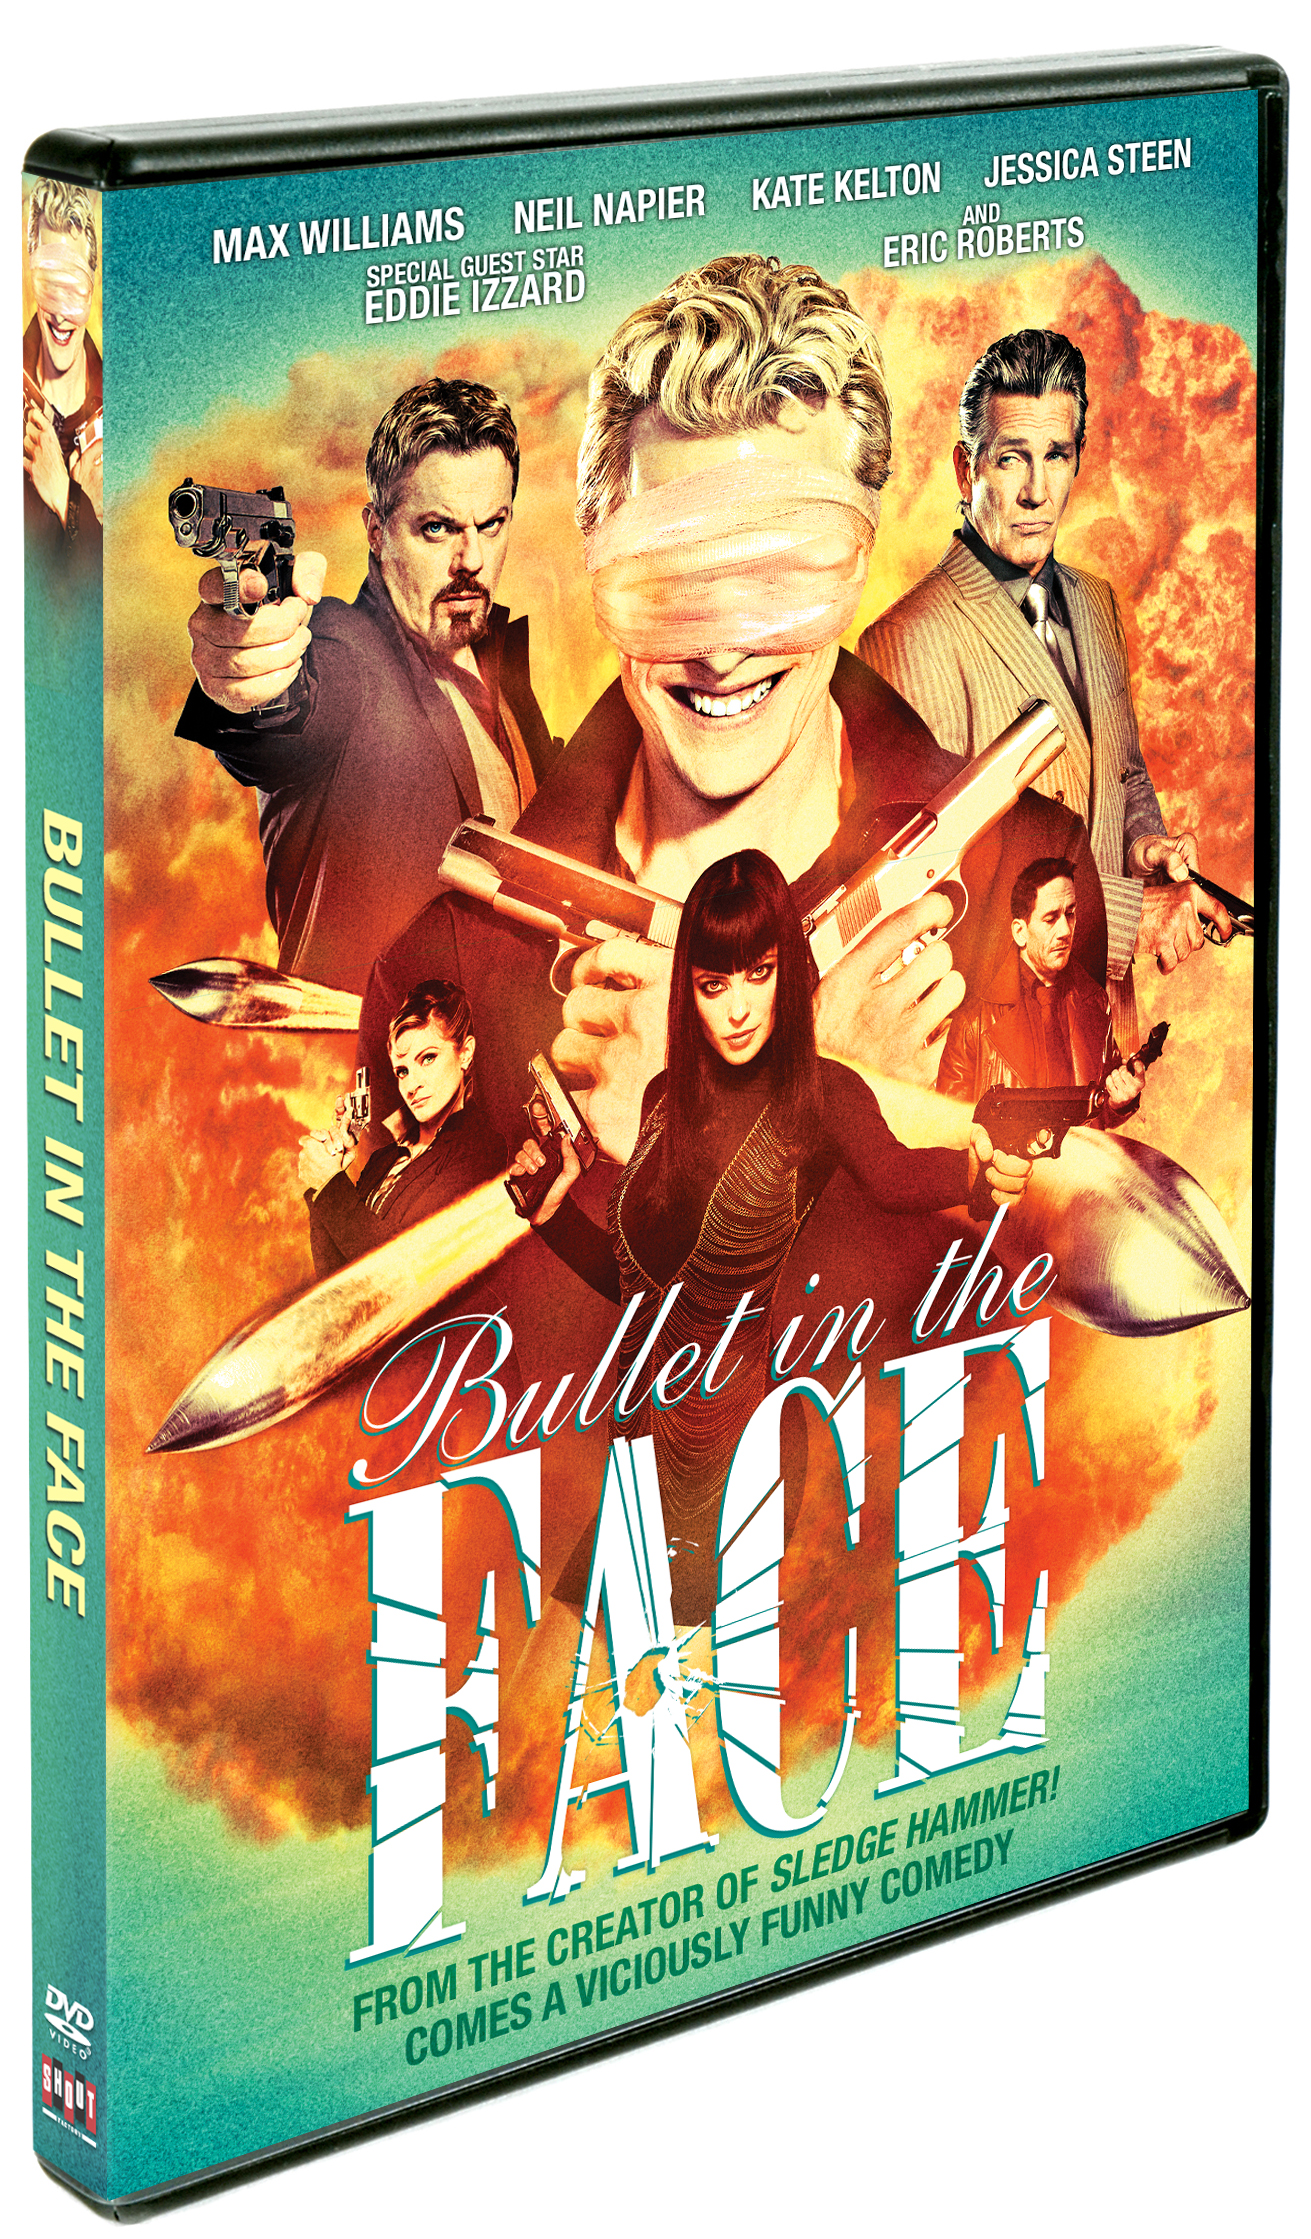 MAX WILLIAMS NEIL NAPIER KATE KELTON JESSICA STEEN
SPECIAL GUEST STAR
EDDIE IZZARD
AND
ERIC ROBERTS
Bullet in the
FACE
FROM THE CREATOR OF SLEDGE HAMMER!
COMES A VICIOUSLY FUNNY COMEDY
BULLET IN THE FACE
DVD
VIDEO
SHOUT
FACTORY